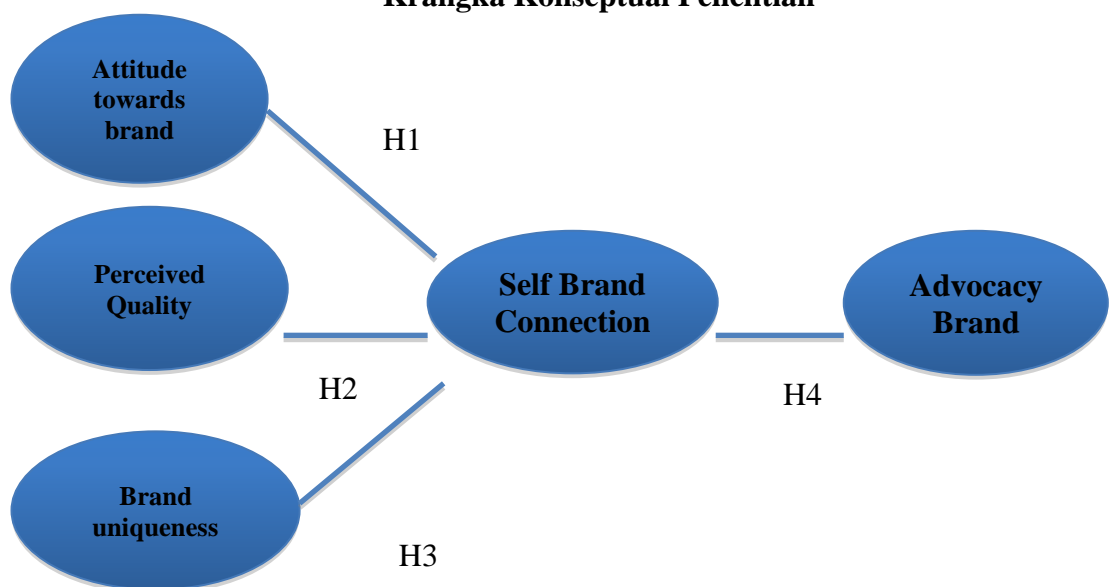 Krangka Konseptual Penelitian
Attitude
towards
brand
H1
Perceived
Quality
Self Brand
Connection
Advocacy
Brand
H2
H4
Brand
uniqueness
H3